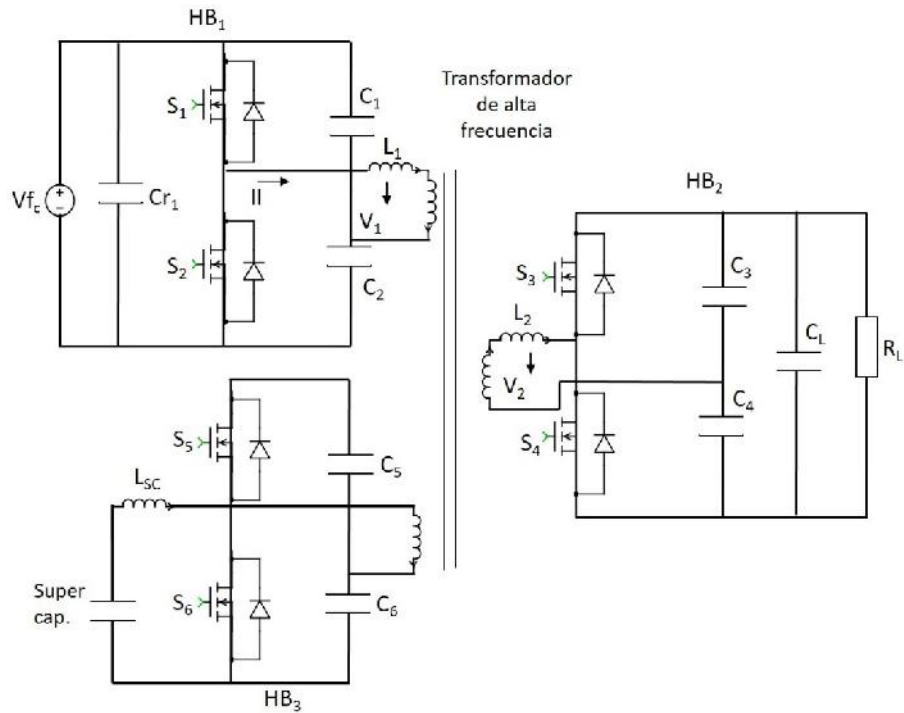 HB1
S1
C1
L1
Vfc
Cr1
II
V1
S2
C2
Transformador
de alta
frecuencia
HB2
S3
C3
L2
CL
RL
V2
C4
S4
S5
C5
LSC
Super
cap.
S6
C6
HB3